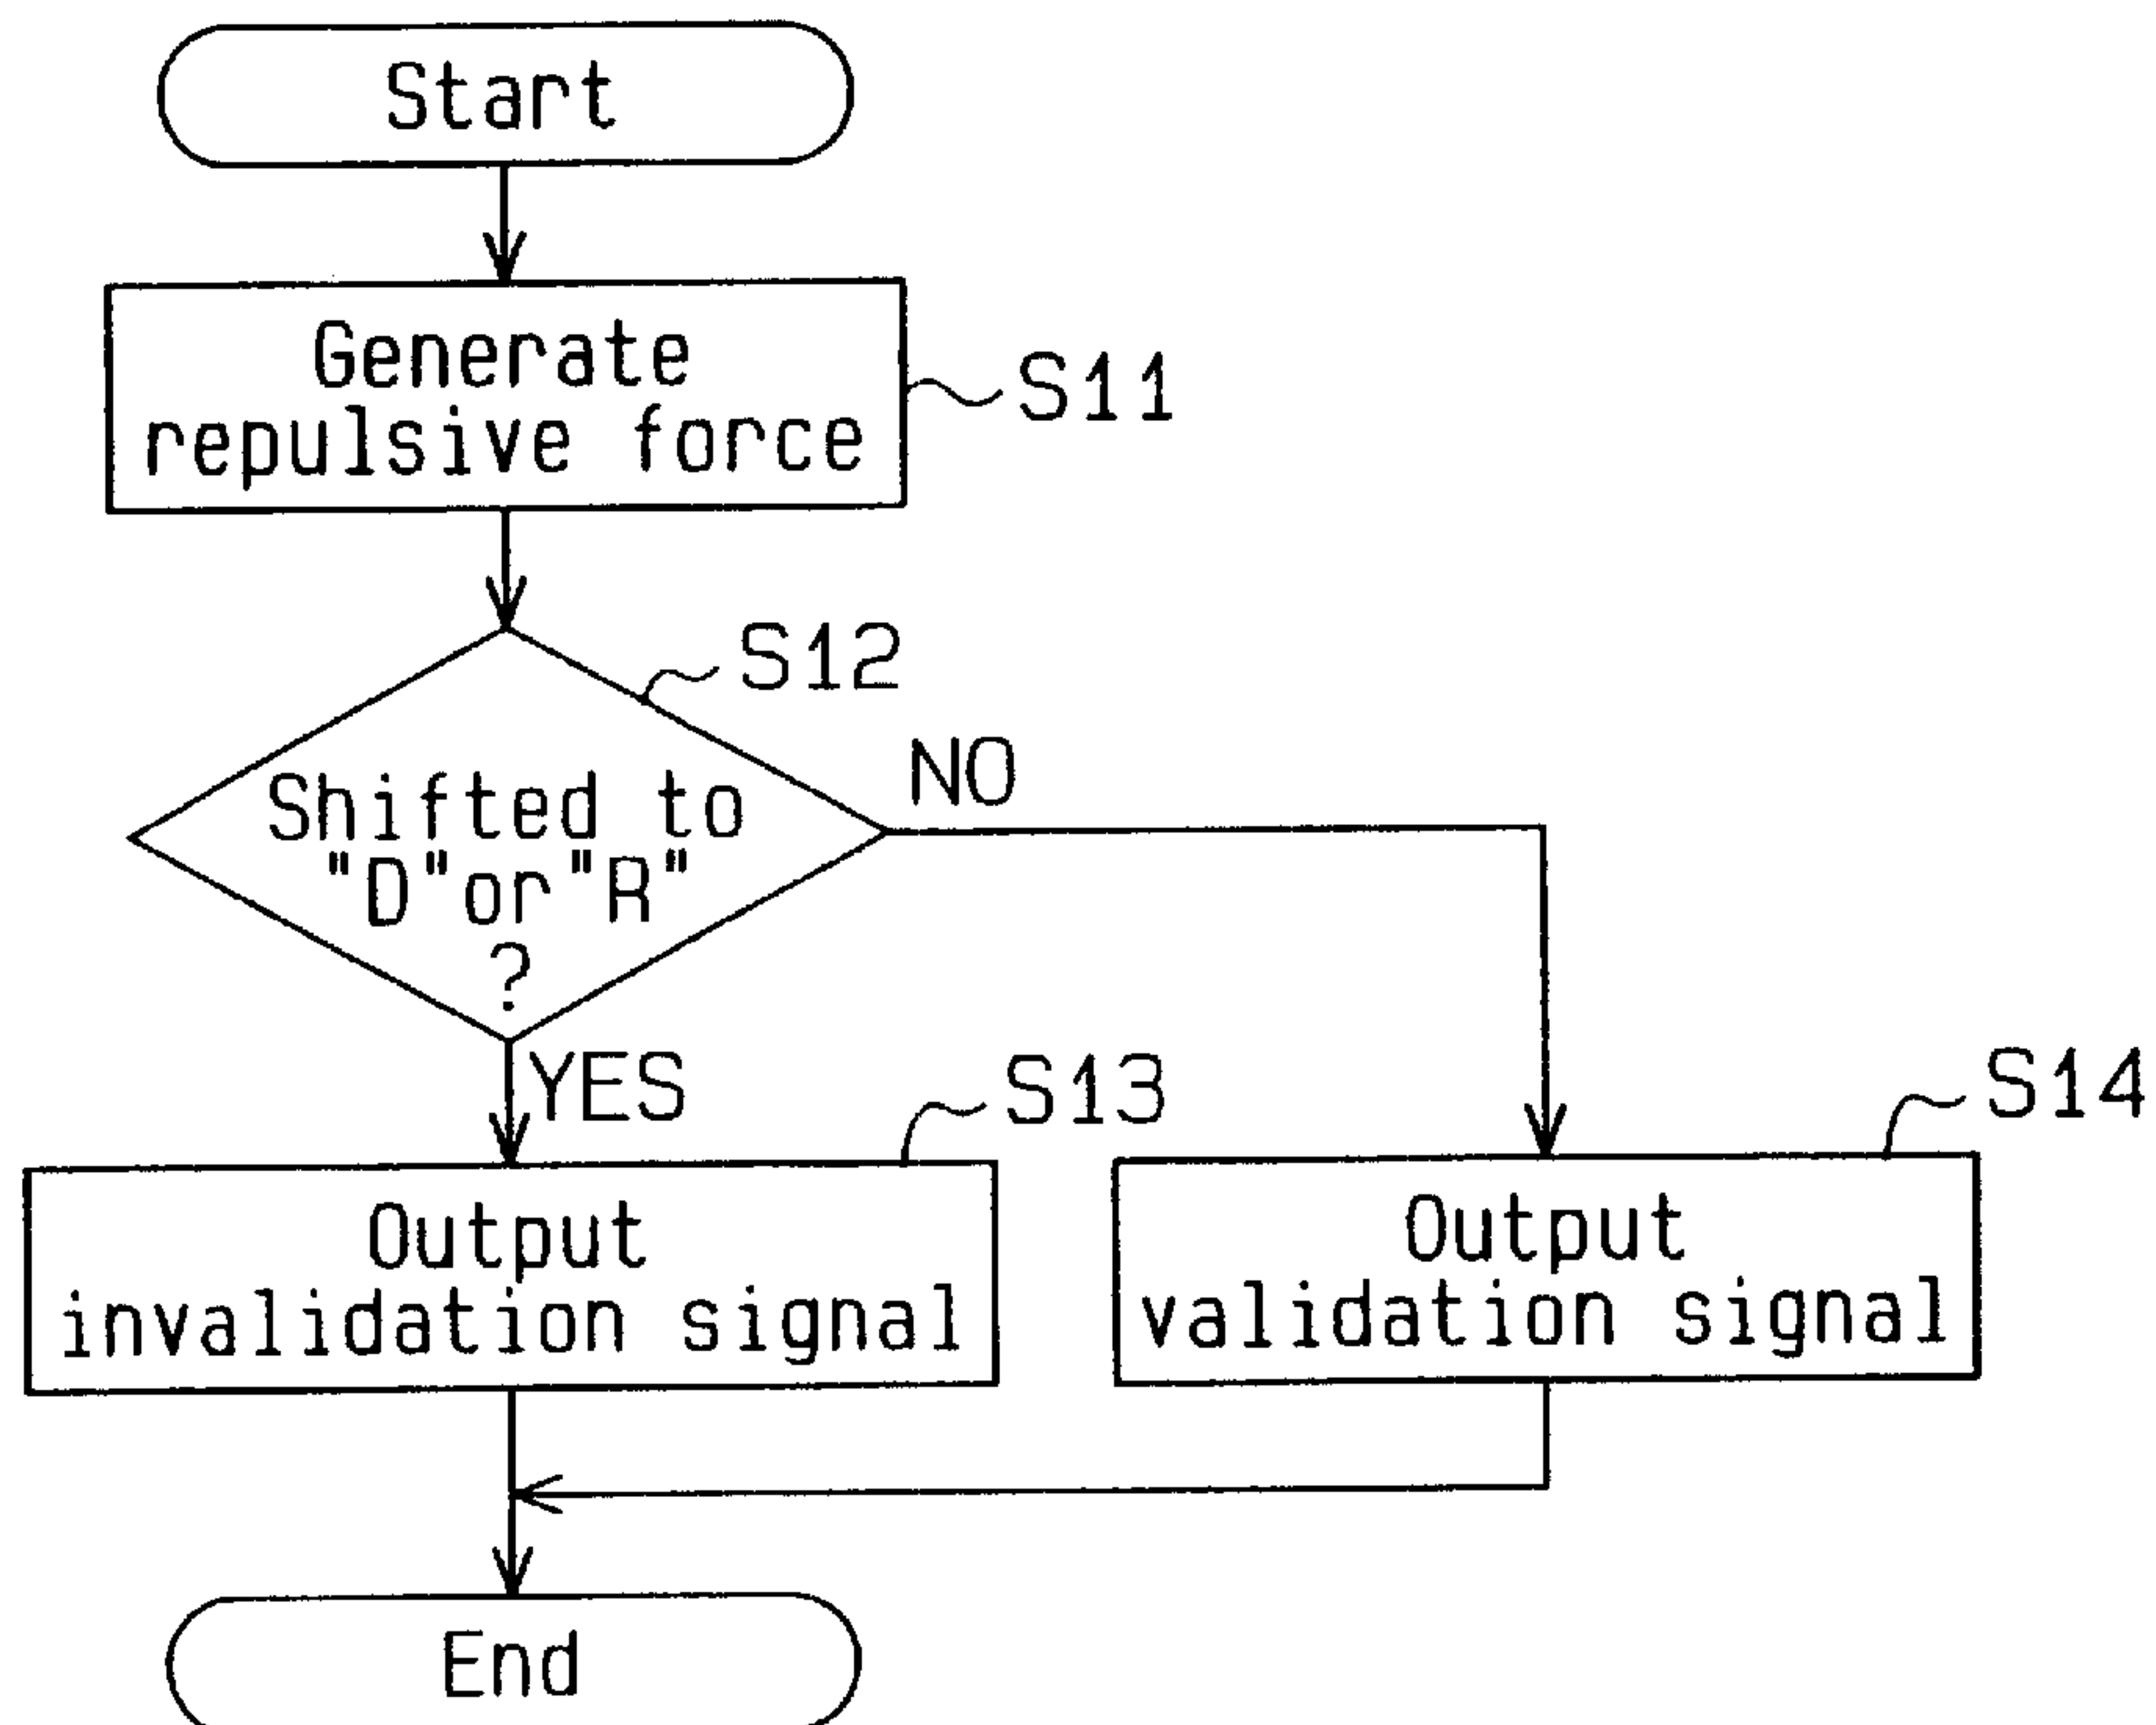 Start
Generate
repulsive force
S11
S12
Shifted to
"D"or"R"
?
NO
YES
S13
Output
invalidation signal
S14
Output
validation signal
End